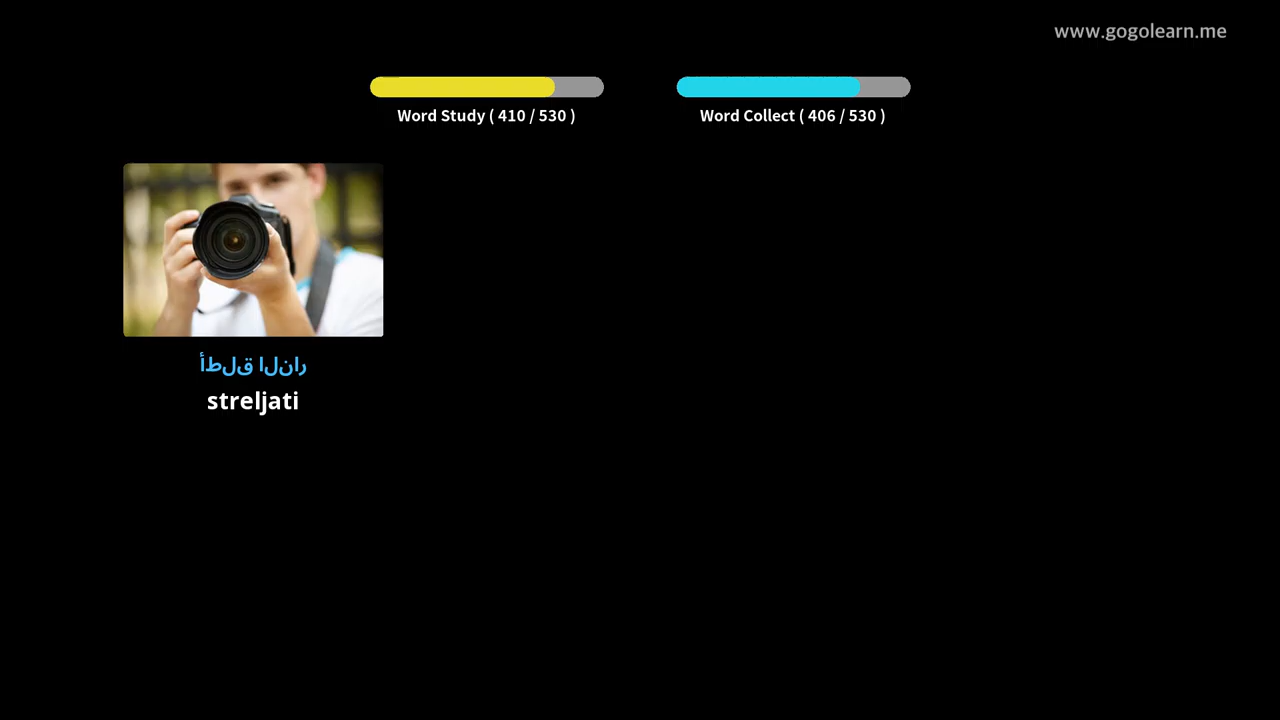 www.gogolearn.me
Word Study ( 410 / 530 )
Word Collect ( 406 / 530 )
أطلق النار
streljati